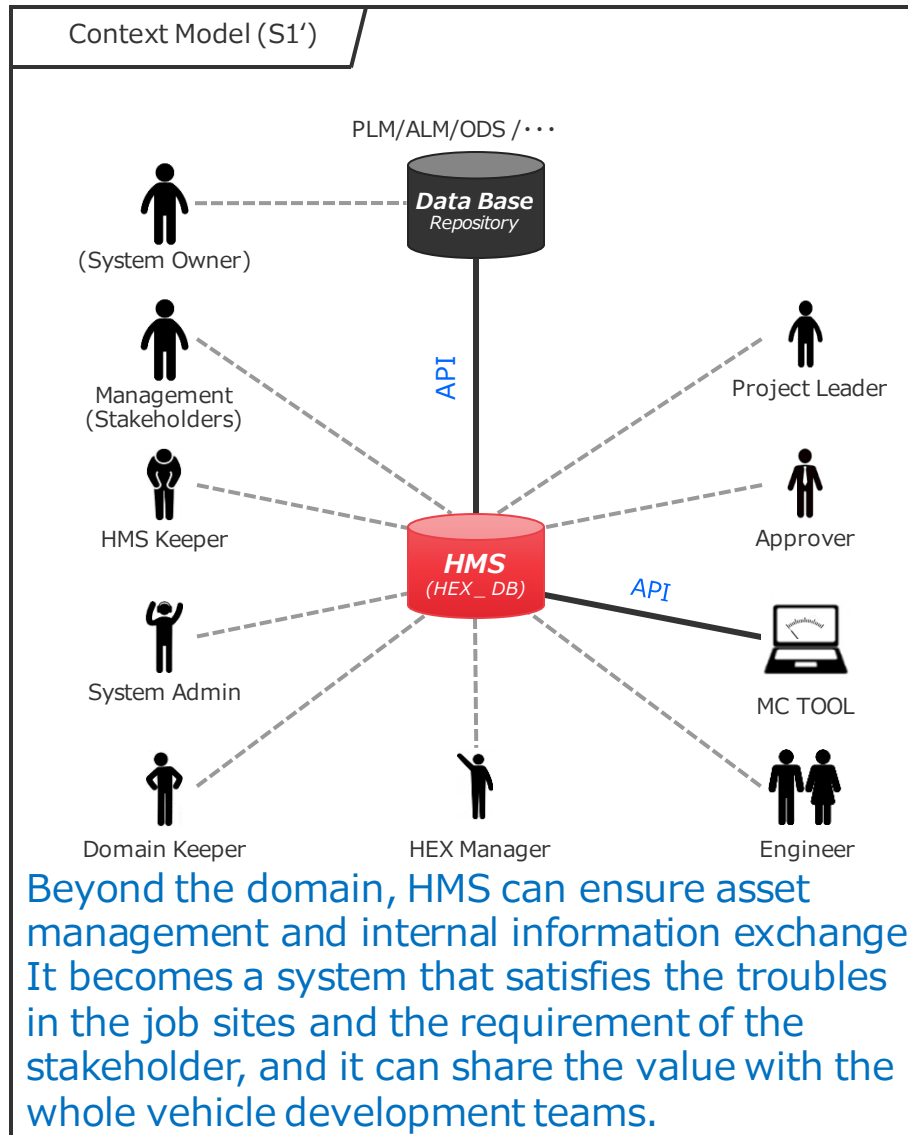 Context Model (S1‘)
PLM/ALM/ODS /･･･
Data Base
Repository
(System Owner)
API
Management
(Stakeholders)
Project Leader
HMS Keeper
Approver
HMS
(HEX _ DB)
API
System Admin
MC TOOL
Domain Keeper
HEX Manager
Engineer
Beyond the domain, HMS can ensure asset
management and internal information exchange
It becomes a system that satisfies the troubles
in the job sites and the requirement of the
stakeholder, and it can share the value with the
whole vehicle development teams.